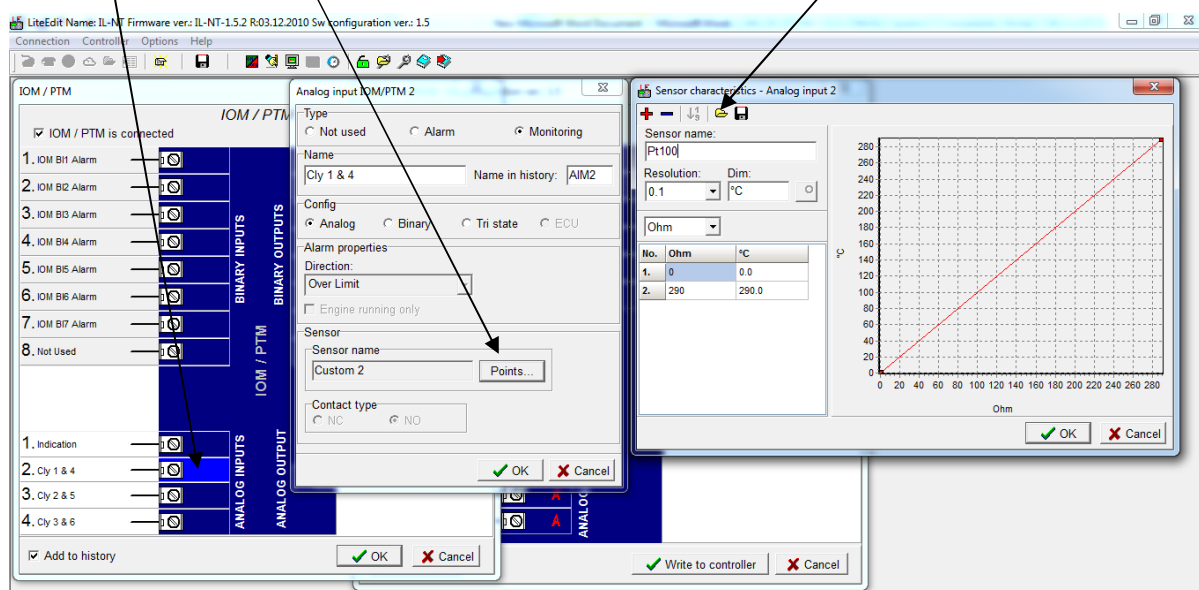 LiteEdit Name: IL-NT Firmware ver.: IL-NT-1.5.2 R:03.12.2010 Sw configuration ver.: 1.5
Connection Controller Options Help
IOM / PTM
IOM / PTM
IOM / PTM is connected
1. IOM BI1 Alarm
2. IOM BI2 Alarm
3. IOM BI3 Alarm
4. IOM BI4 Alarm
5. IOM BI5 Alarm
6. IOM BI6 Alarm
7. IOM BI7 Alarm
8. Not Used
BINARY INPUTS
BINARY OUTPUTS
IOM / PTM
1. Indication
2. Cly 1 & 4
3. Cly 2 & 5
4. Cly 3 & 6
ANALOG INPUTS
ANALOG OUTPUT
Add to history
OK Cancel
Analog input IOM/PTM 2
Type
Not used Alarm Monitoring
Name
Cly 1 & 4 Name in history: AIM2
Config
Analog Binary Tri state ECU
Alarm properties
Direction:
Over Limit
Engine running only
Sensor
Sensor name
Custom 2 Points...
Contact type
NC NO
OK Cancel
A
A
ANALOG
Write to controller Cancel
Sensor characteristics - Analog input 2
Sensor name:
Pt100
Resolution: Dim:
0.1 °C
Ohm
No. Ohm °C
1. 0 0.0
2. 290 290.0
°C
280
260
240
220
200
180
160
140
120
100
80
60
40
20
0
0 20 40 60 80 100 120 140 160 180 200 220 240 260 280
Ohm
OK Cancel